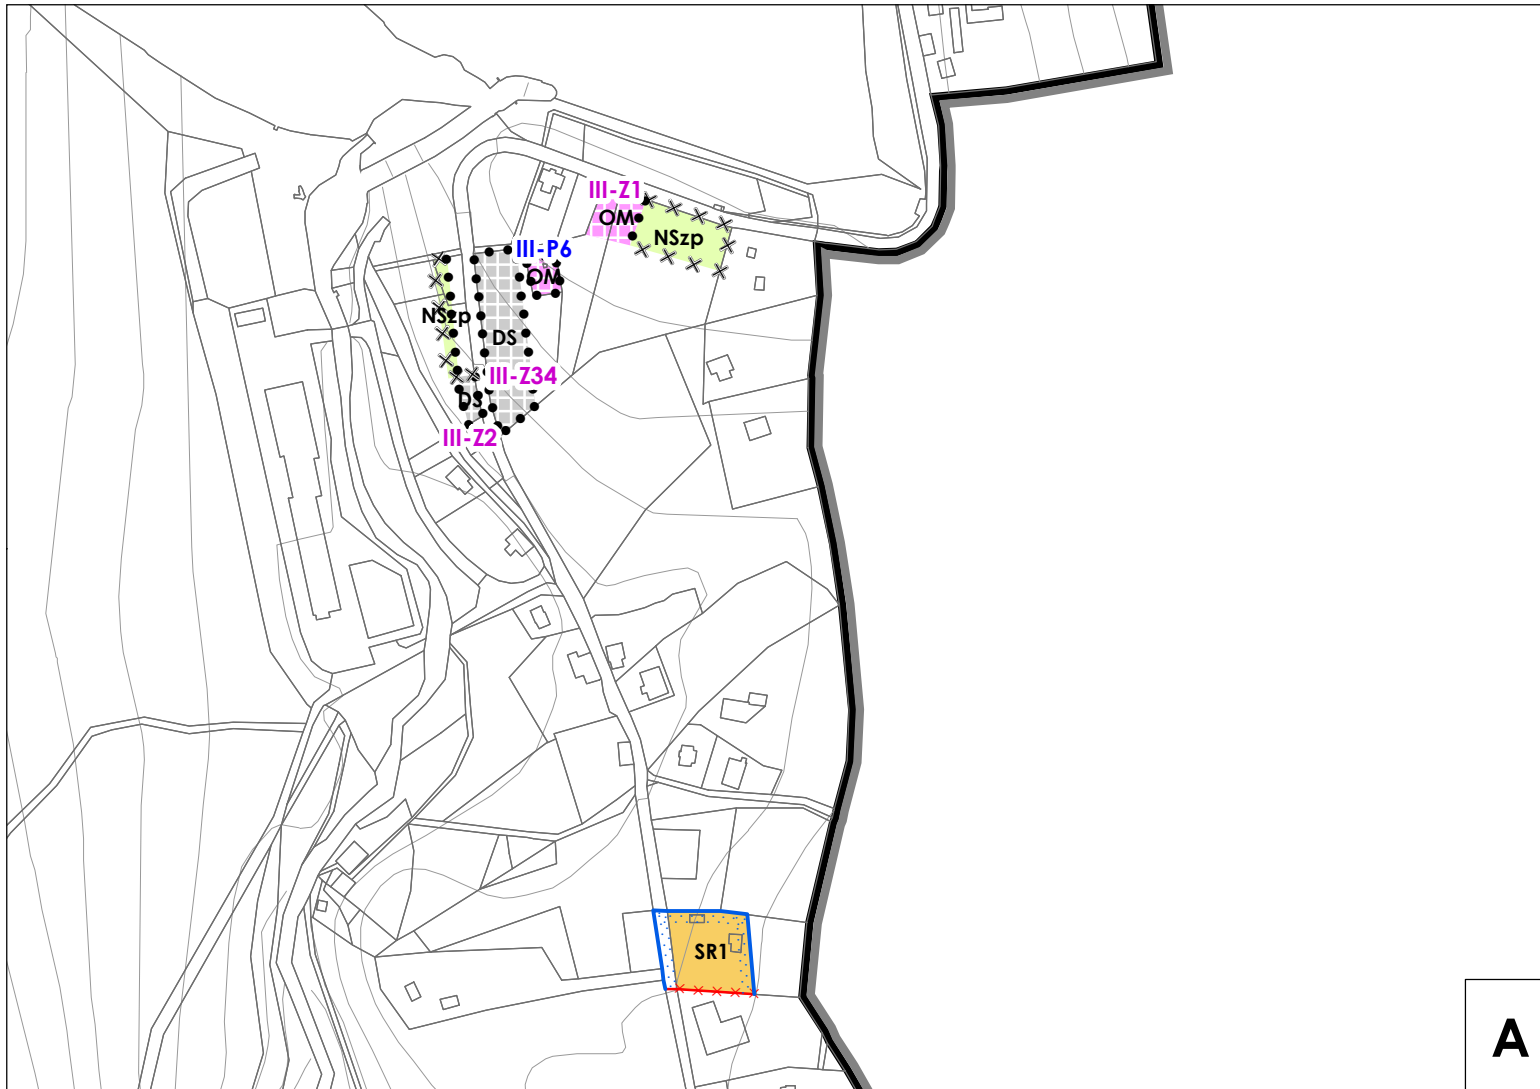 III-Z1
OM
NSzp
III-P6
OM
NSzp
DS
III-Z34
DS
III-Z2
SR1
A